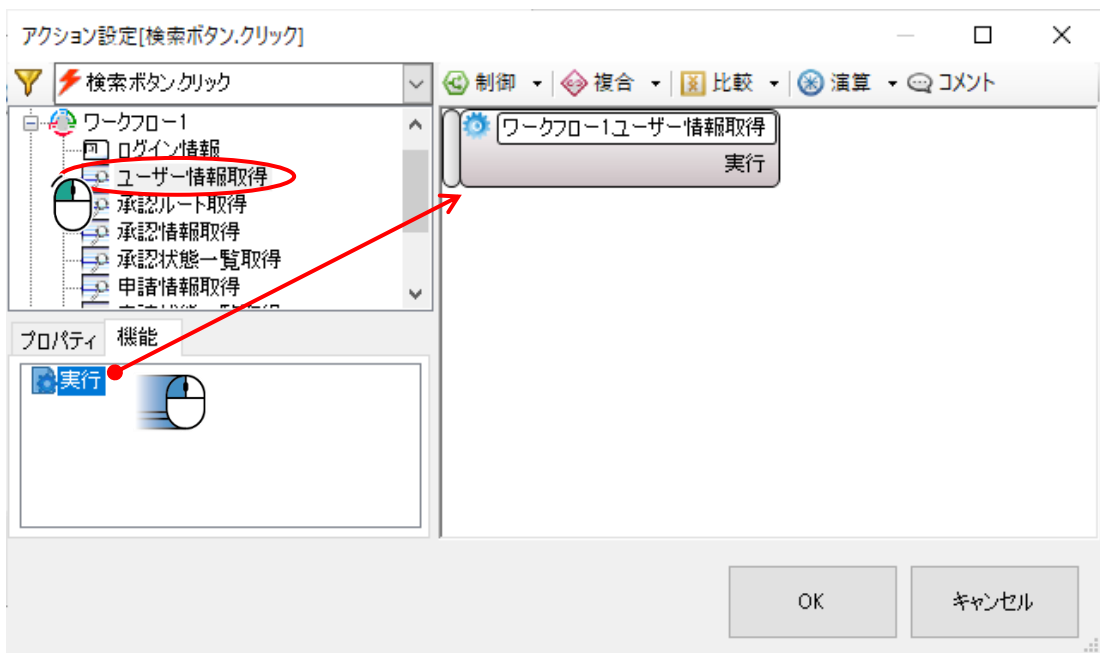 アクション設定[検索ボタン.クリック]
検索ボタン.クリック
制御 複合 比較 演算 コメント
ワークフロー1
ログイン情報
ユーザー情報取得
承認ルート取得
承認情報取得
承認状態一覧取得
申請情報取得
プロパティ 機能
実行
ワークフロー1ユーザー情報取得
実行
OK キャンセル